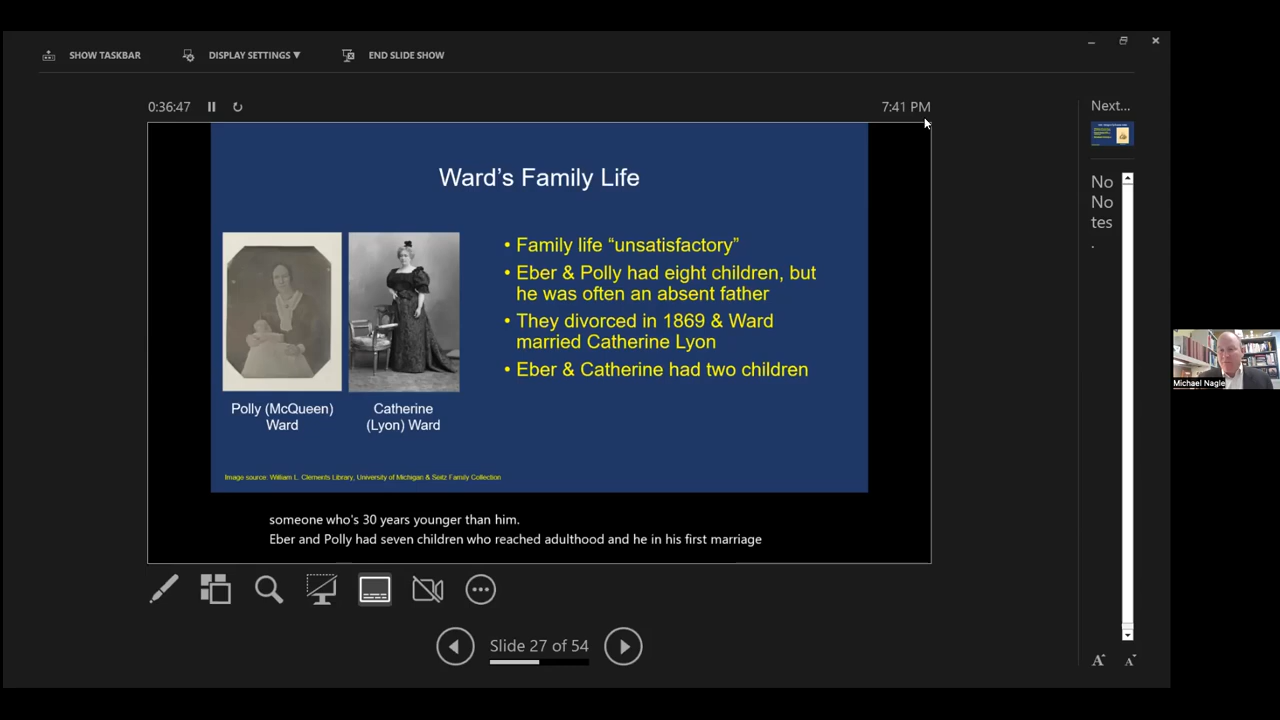 SHOW TASKBAR
DISPLAY SETTINGS ▼
END SLIDE SHOW
0:36:47
7:41 PM
Next...
Ward's Family Life
• Family life “unsatisfactory”
• Eber & Polly had eight children, but
he was often an absent father
• They divorced in 1869 & Ward
married Catherine Lyon
• Eber & Catherine had two children
Polly (McQueen)
Ward
Catherine
(Lyon) Ward
Image source: William L. Clements Library, University of Michigan & Seitz Family Collection
No
No
tes
.
Michael Nagle
someone who's 30 years younger than him.
Eber and Polly had seven children who reached adulthood and he in his first marriage
Slide 27 of 54
A
A